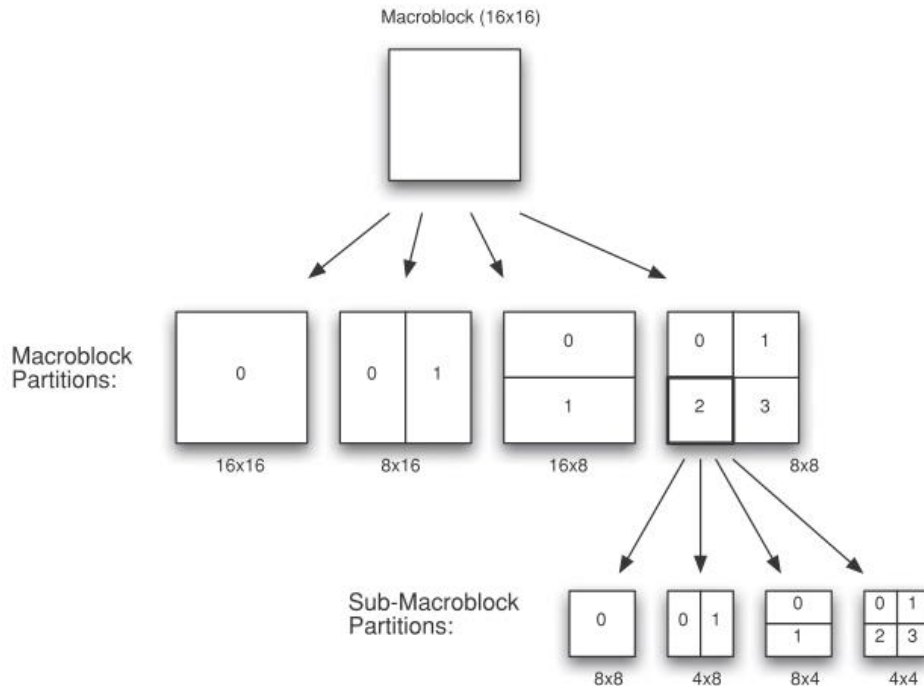 Macroblock (16x16)
Macroblock
Partitions:
0
0 1
0
1
0 1
2 3
16x16 8x16 16x8 8x8
Sub-Macroblock
Partitions:
0
0 1
0
1
0 1
2 3
8x8 4x8 8x4 4x4